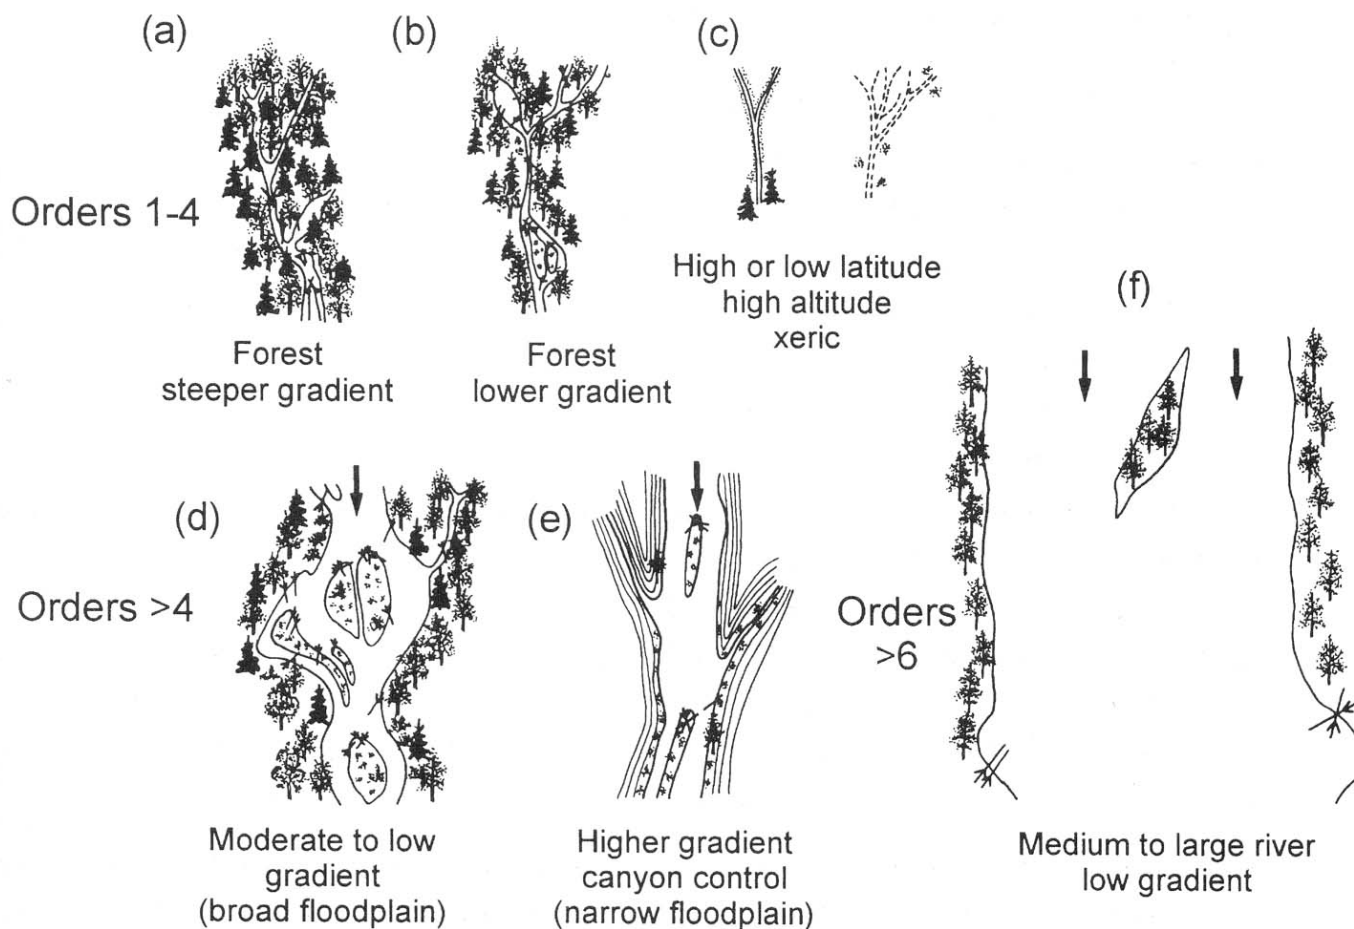 (a)
(b)
(c)
Orders 1-4
Forest
steeper gradient
Forest
lower gradient
High or low latitude
high altitude
xeric
(f)
(d)
(e)
Orders >4
Orders
>6
Moderate to low
gradient
(broad floodplain)
Higher gradient
canyon control
(narrow floodplain)
Medium to large river
low gradient